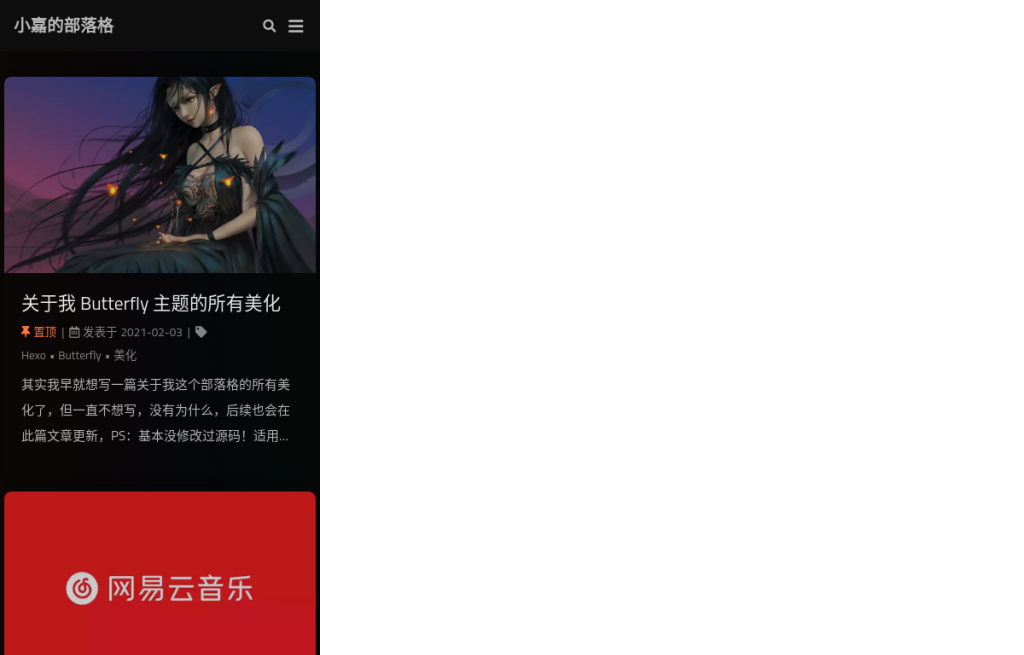 小嘉的部落格
关于我 Butterfly 主题的所有美化
置顶 | 发表于 2021-02-03 |
Hexo • Butterfly • 美化
其实我早就想写一篇关于我这个部落格的所有美
化了，但一直不想写，没有为什么，后续也会在
此篇文章更新，PS：基本没修改过源码！适用...
网易云音乐